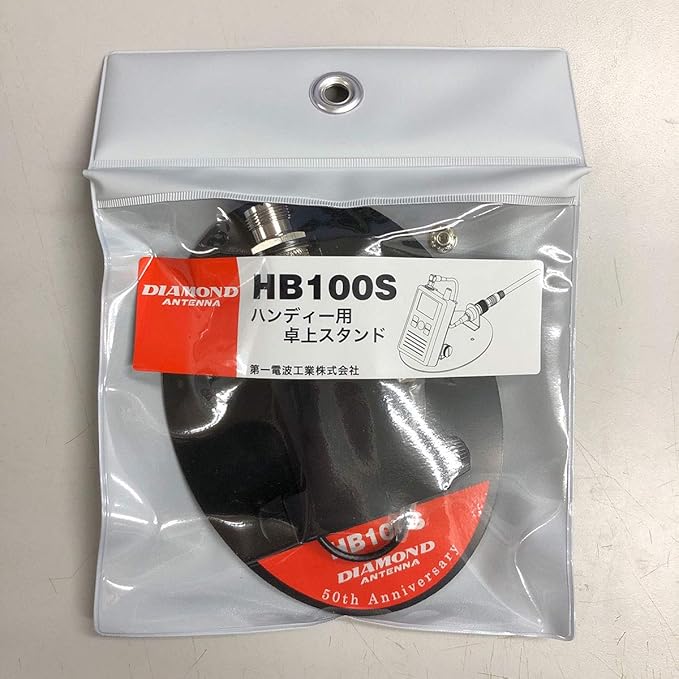 DIAMOND
ANTENNA
HB100S
ハンディー用
卓上スタンド
第一電波工業株式会社
HB100S
DIAMOND
ANTENNA
50th Anniversary